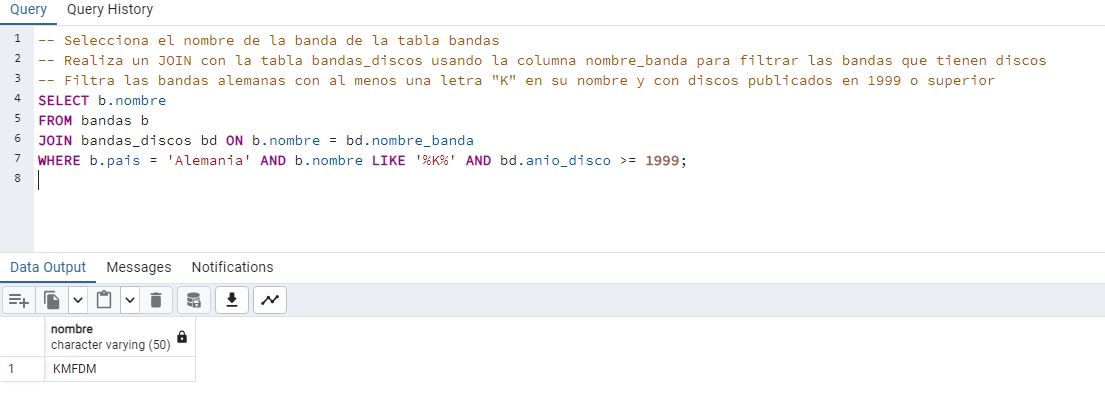 Query Query History
1 -- Selecciona el nombre de la banda de la tabla bandas
2 -- Realiza un JOIN con la tabla bandas_discos usando la columna nombre_banda para filtrar las bandas que tienen discos
3 -- Filtra las bandas alemanas con al menos una letra "K" en su nombre y con discos publicados en 1999 o superior
4 SELECT b.nombre
5 FROM bandas b
6 JOIN bandas_discos bd ON b.nombre = bd.nombre_banda
7 WHERE b.pais = 'Alemania' AND b.nombre LIKE '%K%' AND bd.anio_disco >= 1999;
8
Data Output Messages Notifications
nombre
character varying (50)
1 KMFDM